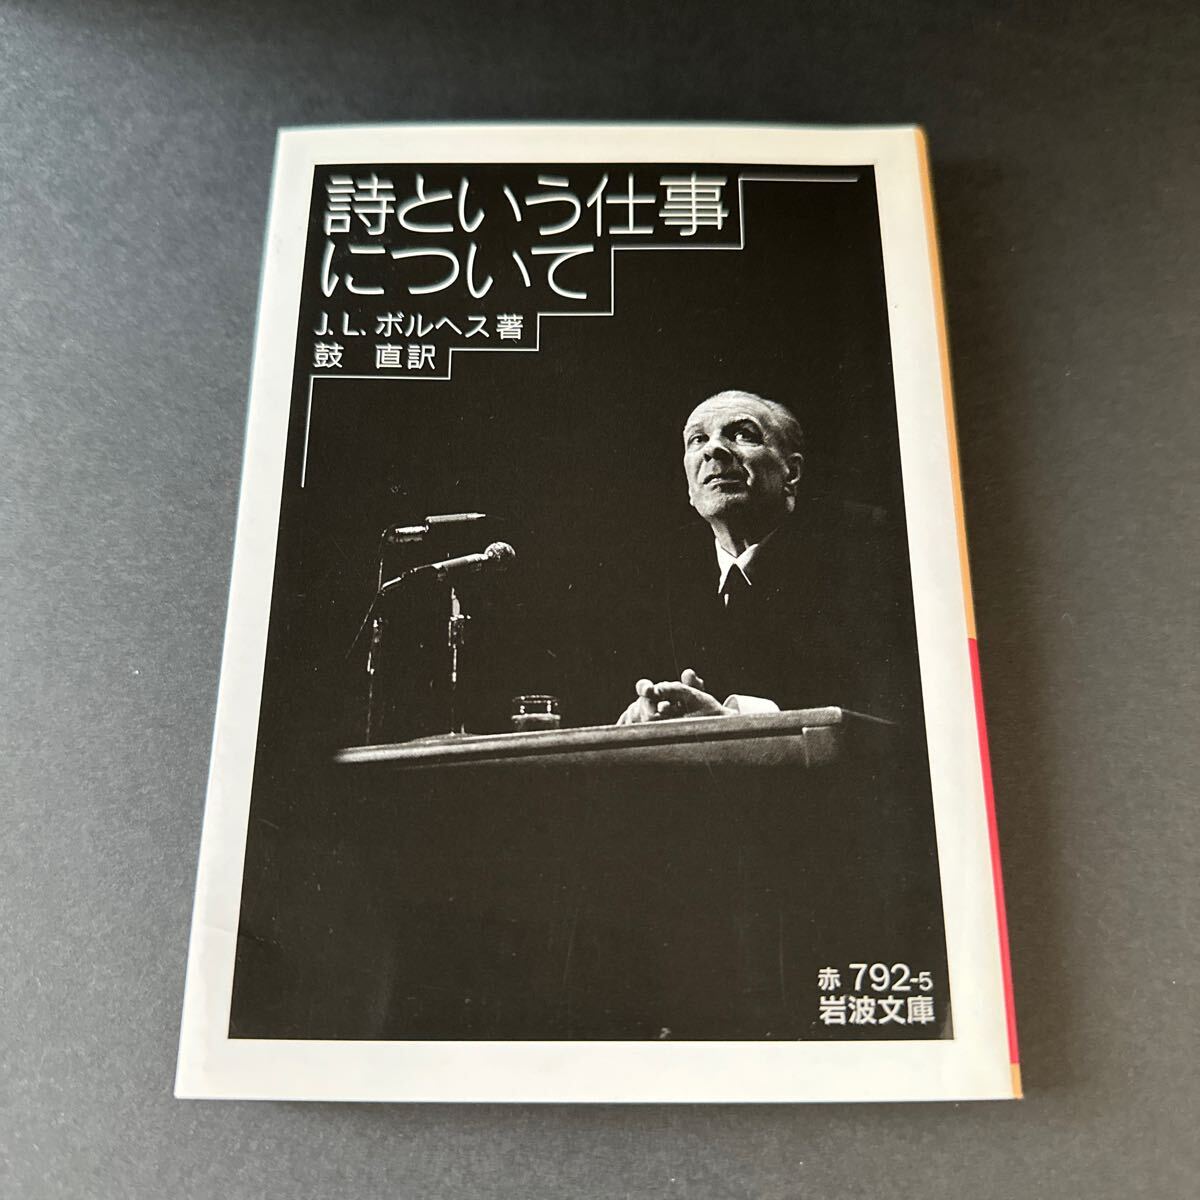 詩という仕事
について
J.L.ボルヘス著
鼓 直訳
赤 792-5
岩波文庫